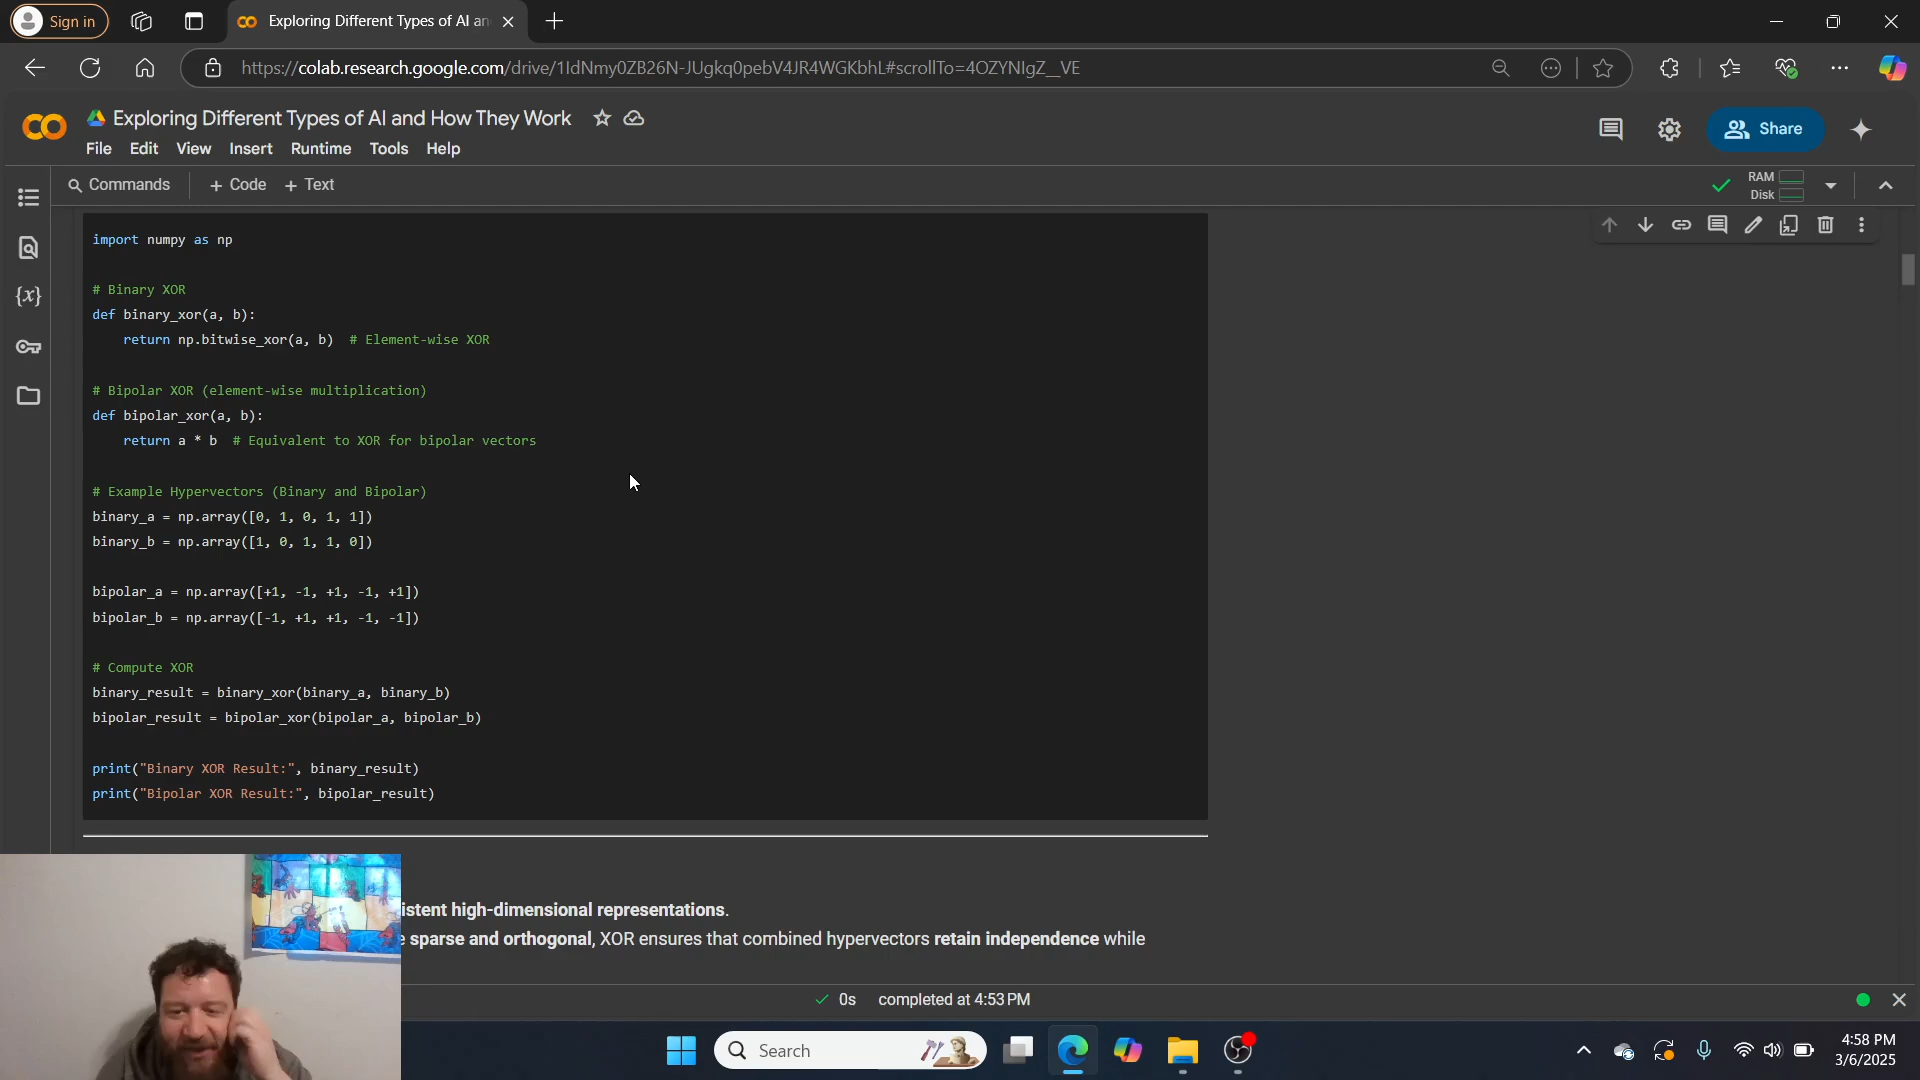 Sign in
Exploring Different Types of AI an
https://colab.research.google.com/drive/1IdNmy0ZB26N-JUgkq0pebV4JR4WGKbhL#scrollTo=4OZYNIgZ__VE
Exploring Different Types of AI and How They Work
File Edit View Insert Runtime Tools Help
Share
Commands + Code + Text
RAM
Disk
import numpy as np
# Binary XOR
def binary_xor(a, b):
    return np.bitwise_xor(a, b)  # Element-wise XOR
# Bipolar XOR (element-wise multiplication)
def bipolar_xor(a, b):
    return a * b  # Equivalent to XOR for bipolar vectors
# Example Hypervectors (Binary and Bipolar)
binary_a = np.array([0, 1, 0, 1, 1])
binary_b = np.array([1, 0, 1, 1, 0])
bipolar_a = np.array([+1, -1, +1, -1, +1])
bipolar_b = np.array([-1, +1, +1, -1, -1])
# Compute XOR
binary_result = binary_xor(binary_a, binary_b)
bipolar_result = bipolar_xor(bipolar_a, bipolar_b)
print("Binary XOR Result:", binary_result)
print("Bipolar XOR Result:", bipolar_result)
istent high-dimensional representations.
e sparse and orthogonal, XOR ensures that combined hypervectors retain independence while
0s completed at 4:53 PM
Search
4:58 PM
3/6/2025